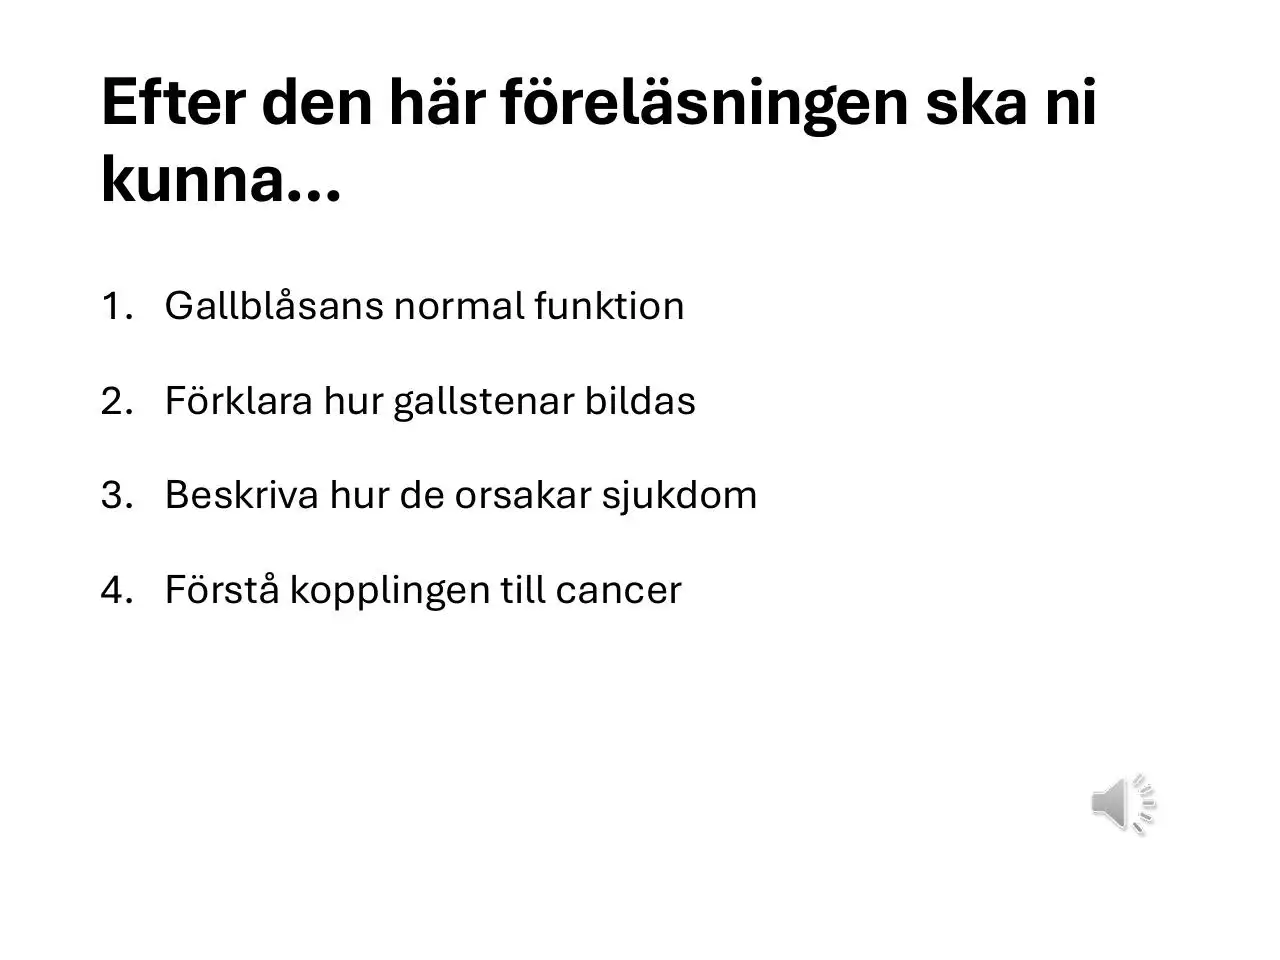 Efter den här föreläsningen ska ni
kunna...
1. Gallblåsans normal funktion
2. Förklara hur gallstenar bildas
3. Beskriva hur de orsakar sjukdom
4. Förstå kopplingen till cancer